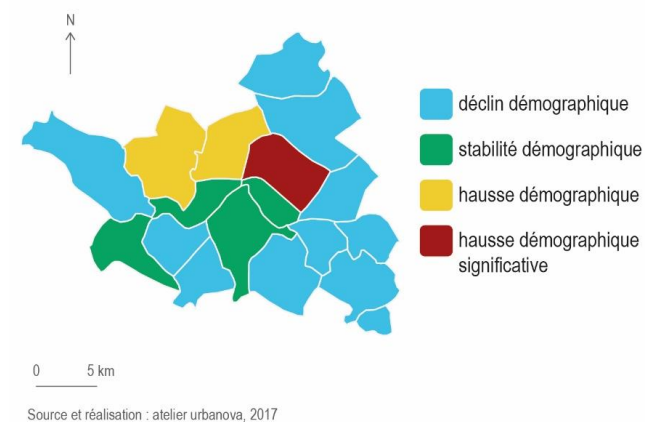 N
déclin démographique
stabilité démographique
hausse démographique
hausse démographique
significative
0 5 km
Source et réalisation : atelier urbanova, 2017